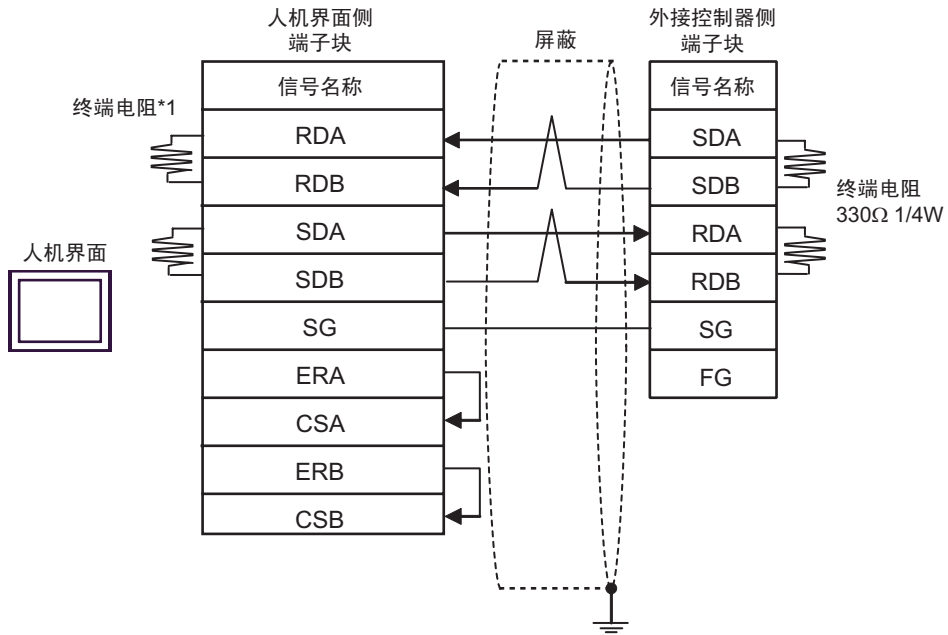 人机界面侧
端子块
屏蔽
外接控制器侧
端子块
信号名称
信号名称
终端电阻*1
RDA
SDA
RDB
SDB
终端电阻
330Ω 1/4W
SDA
RDA
人机界面
SDB
RDB
SG
SG
ERA
FG
CSA
ERB
CSB